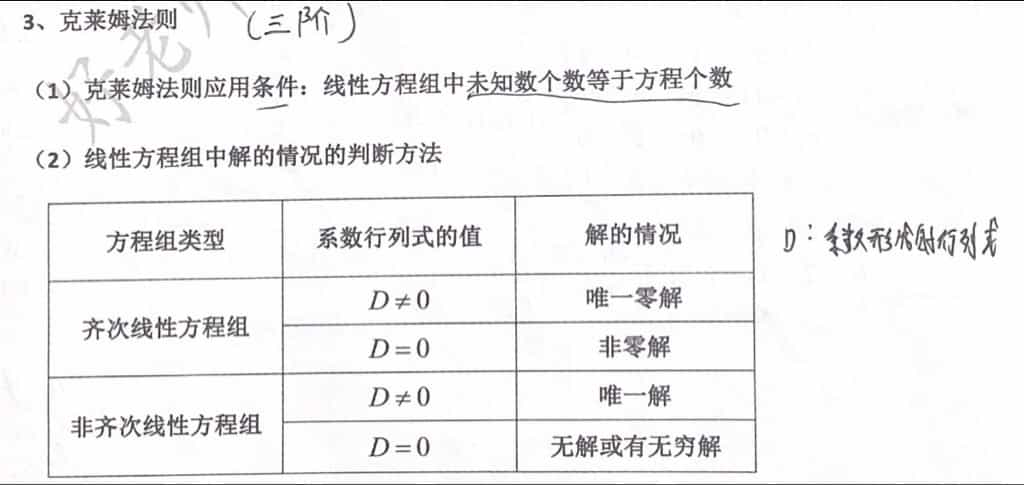 3、克莱姆法则 (三阶)
(1)克莱姆法则应用条件：线性方程组中未知数个数等于方程个数
(2)线性方程组中解的情况的判断方法
方程组类型 系数行列式的值 解的情况 D：系数形成的行列式
齐次线性方程组 D≠0 唯一零解
D=0 非零解
非齐次线性方程组 D≠0 唯一解
D=0 无解或有无穷解
好老师